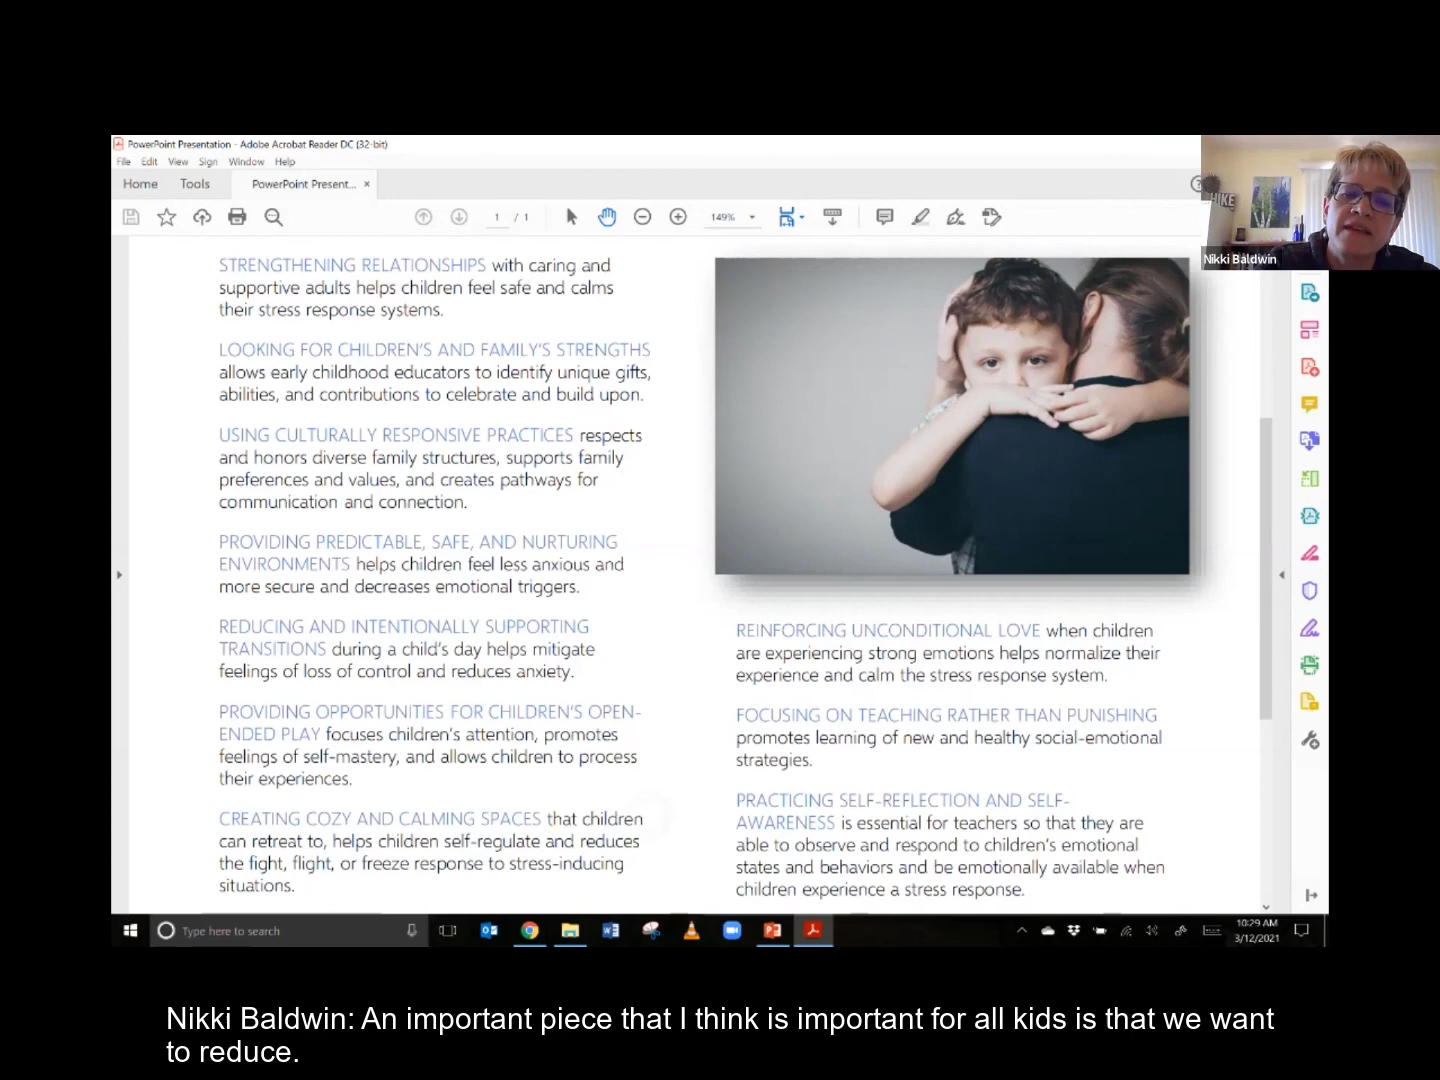 PowerPoint Presentation - Adobe Acrobat Reader DC (32-bit)
File Edit View Sign Window Help
Home Tools PowerPoint Present... ×
1 / 1 149%
HIKE
Nikki Baldwin
STRENGTHENING RELATIONSHIPS with caring and
supportive adults helps children feel safe and calms
their stress response systems.
LOOKING FOR CHILDREN'S AND FAMILY'S STRENGTHS
allows early childhood educators to identify unique gifts,
abilities, and contributions to celebrate and build upon.
USING CULTURALLY RESPONSIVE PRACTICES respects
and honors diverse family structures, supports family
preferences and values, and creates pathways for
communication and connection.
PROVIDING PREDICTABLE, SAFE, AND NURTURING
ENVIRONMENTS helps children feel less anxious and
more secure and decreases emotional triggers.
REDUCING AND INTENTIONALLY SUPPORTING
TRANSITIONS during a child's day helps mitigate
feelings of loss of control and reduces anxiety.
PROVIDING OPPORTUNITIES FOR CHILDREN'S OPEN-
ENDED PLAY focuses children's attention, promotes
feelings of self-mastery, and allows children to process
their experiences.
CREATING COZY AND CALMING SPACES that children
can retreat to, helps children self-regulate and reduces
the fight, flight, or freeze response to stress-inducing
situations.
REINFORCING UNCONDITIONAL LOVE when children
are experiencing strong emotions helps normalize their
experience and calm the stress response system.
FOCUSING ON TEACHING RATHER THAN PUNISHING
promotes learning of new and healthy social-emotional
strategies.
PRACTICING SELF-REFLECTION AND SELF-
AWARENESS is essential for teachers so that they are
able to observe and respond to children's emotional
states and behaviors and be emotionally available when
children experience a stress response.
Type here to search
10:29 AM
3/12/2021
Nikki Baldwin: An important piece that I think is important for all kids is that we want
to reduce.